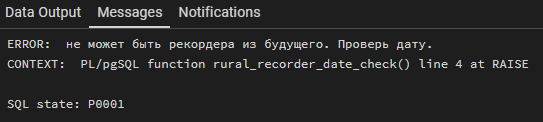 Data Output Messages Notifications
ERROR:  не может быть рекордера из будущего. Проверь дату.
CONTEXT:  PL/pgSQL function rural_recorder_date_check() line 4 at RAISE
SQL state: P0001